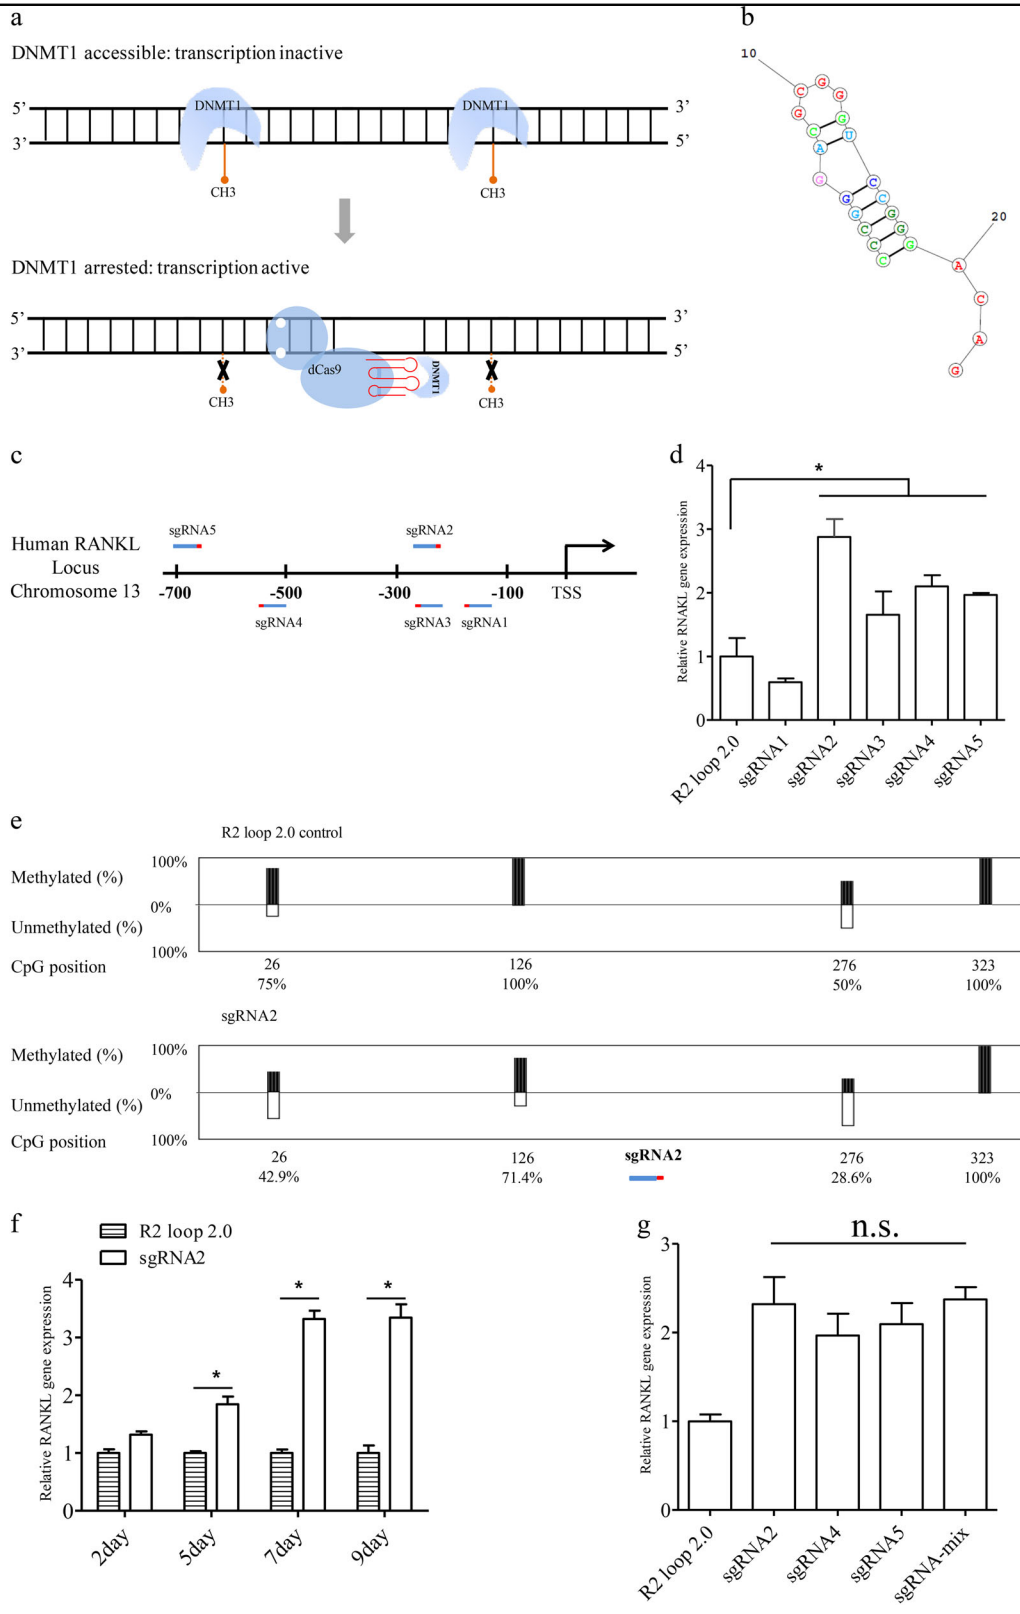 a
DNMT1 accessible: transcription inactive
5’ DNMT1 DNMT1 3’
3’ 5’
CH3 CH3
DNMT1 arrested: transcription active
5’ 3’
3’ 5’
dCas9 DNMT1
CH3 CH3
b
10
C G G
G G
C G
A U
G C
G C
G G
C G
C G
C
A
20
C
A
G
c
Human RANKL
Locus
Chromosome 13
sgRNA5 sgRNA2
-700 -500 -300 -100 TSS
sgRNA4 sgRNA3 sgRNA1
d
Relative RNAKL gene expression
4
3
2
1
0
*
R2 loop 2.0 sgRNA1 sgRNA2 sgRNA3 sgRNA4 sgRNA5
e
R2 loop 2.0 control
100%
Methylated (%)
0%
Unmethylated (%)
100%
CpG position 26 126 276 323
75% 100% 50% 100%
sgRNA2
100%
Methylated (%)
0%
Unmethylated (%)
100%
CpG position
26 126 sgRNA2 276 323
42.9% 71.4% 28.6% 100%
f
R2 loop 2.0
sgRNA2
Relative RANKL gene expression
4
3
2
1
0
* * *
2day 5day 7day 9day
g
n.s.
Relative RANKL gene expression
3
2
1
0
R2 loop 2.0 sgRNA2 sgRNA4 sgRNA5 sgRNA-mix